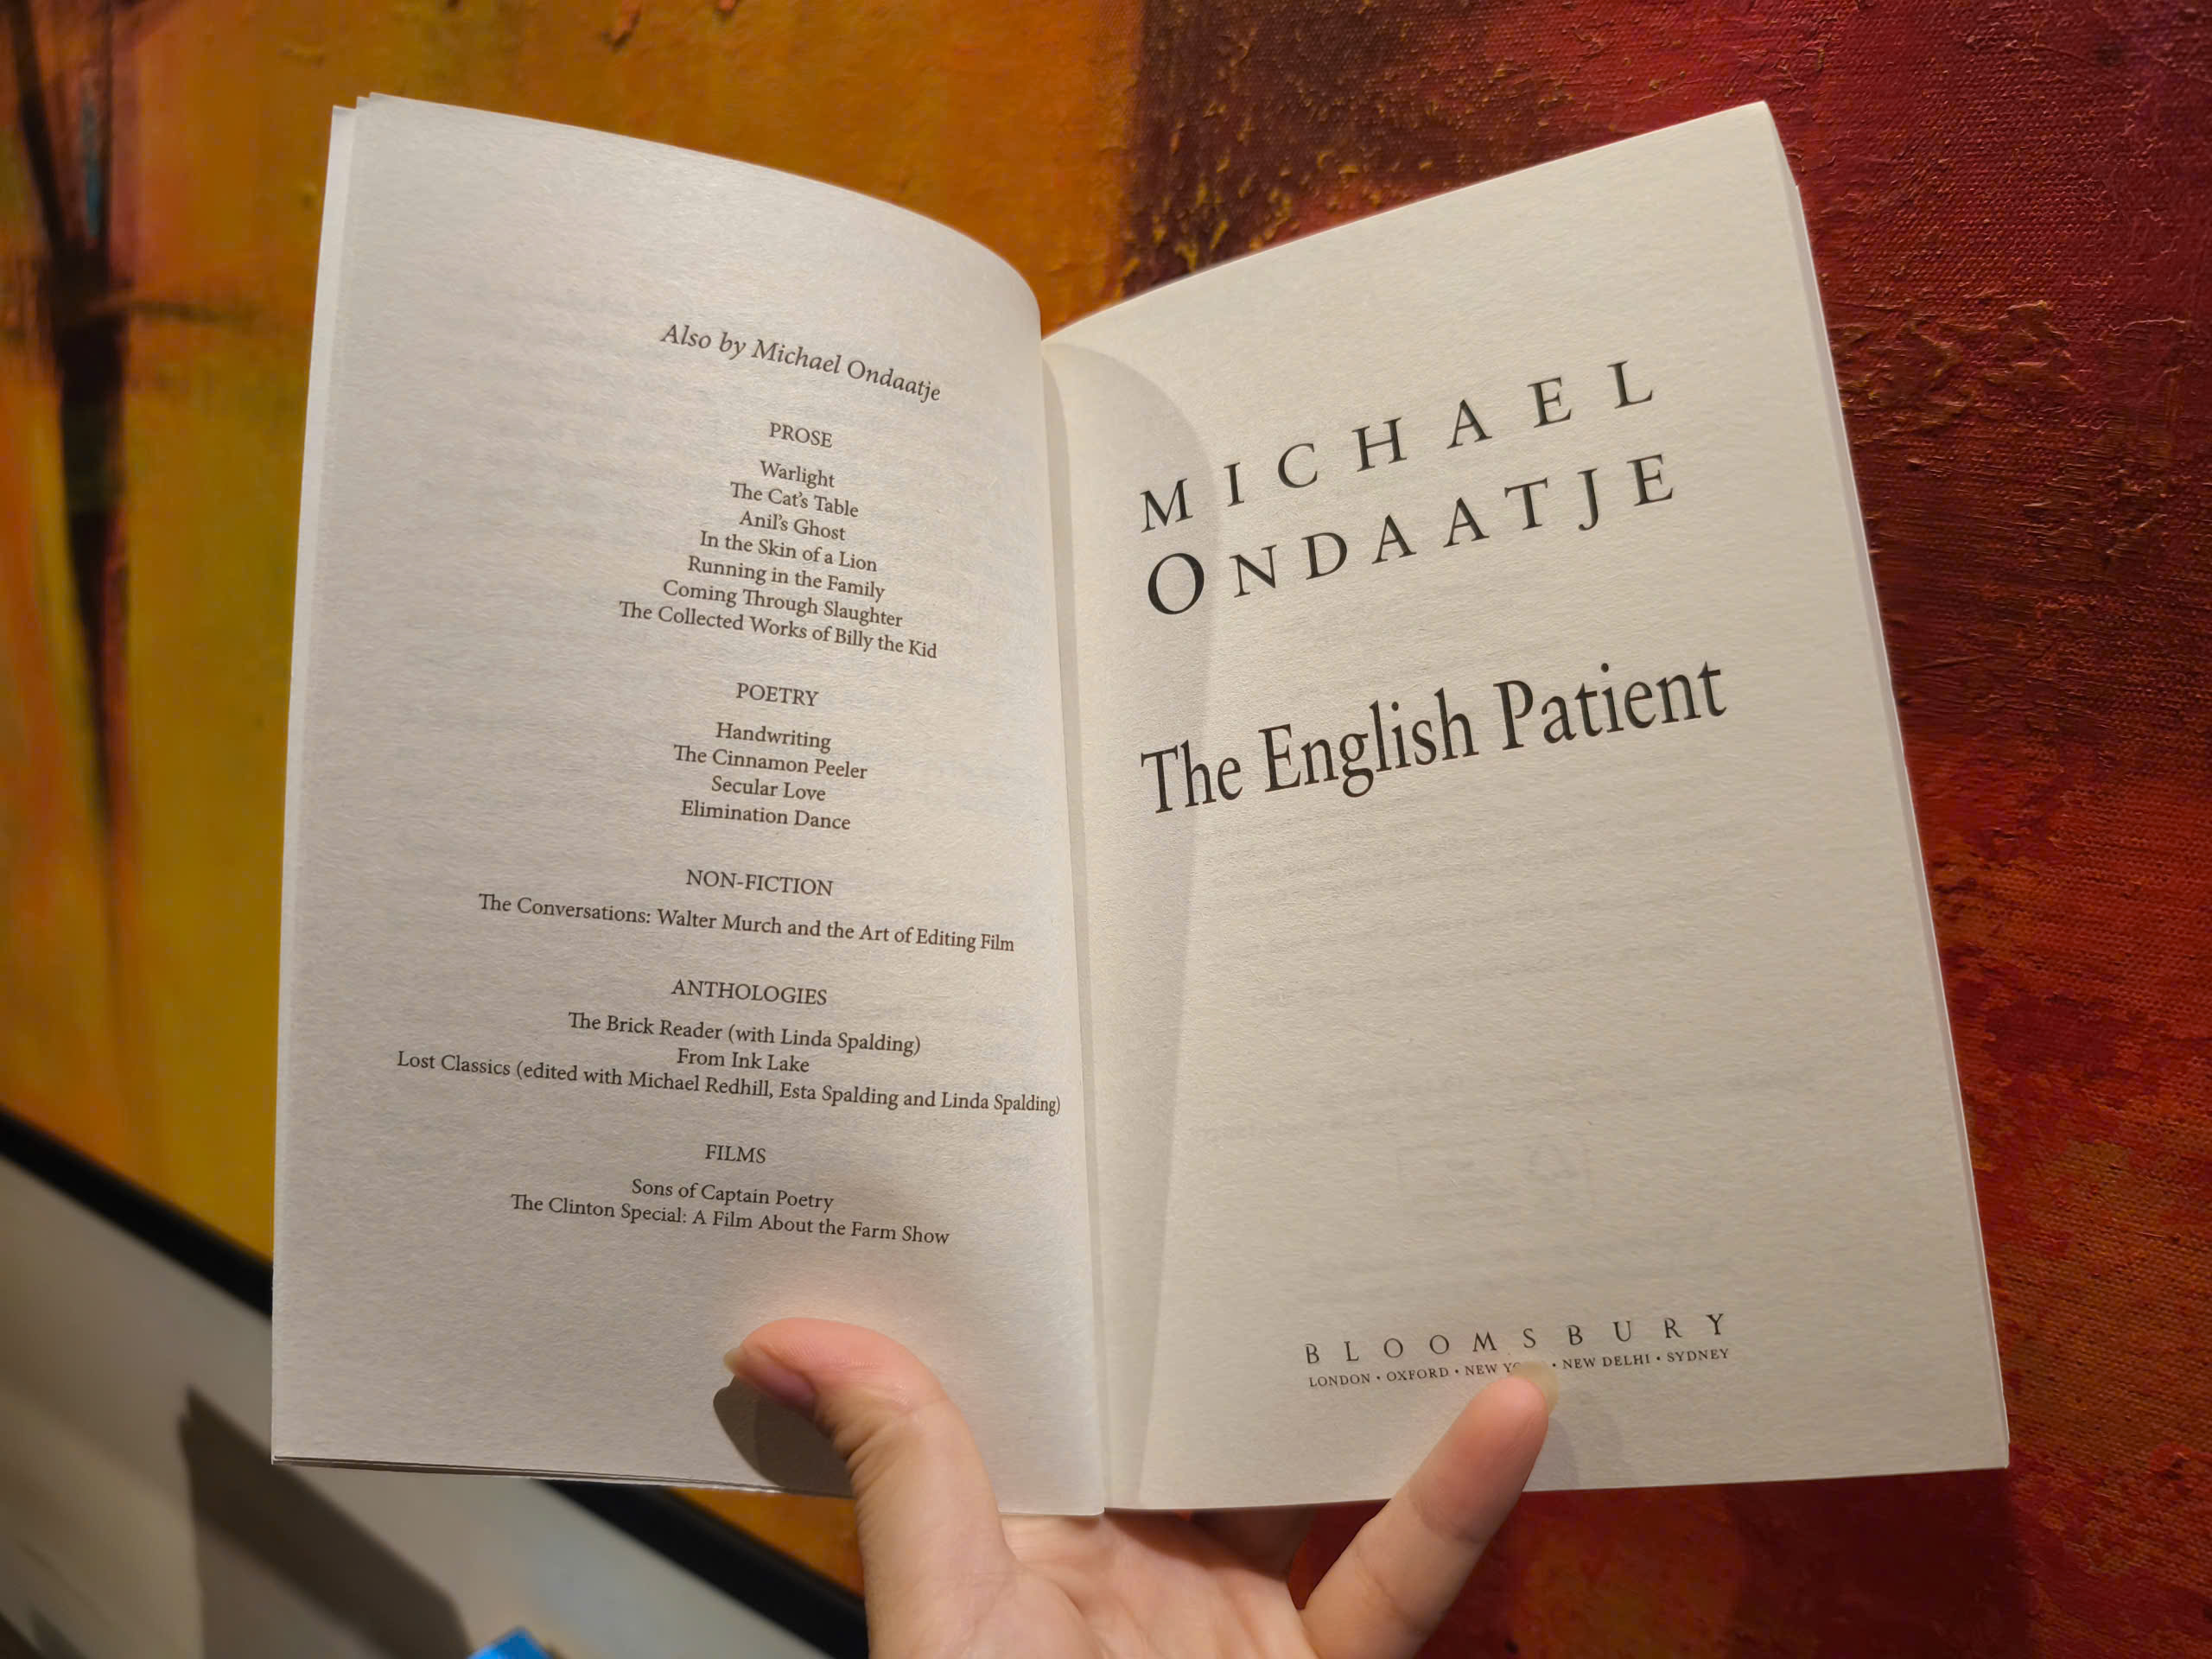 Also by Michael Ondaatje
PROSE
Warlight
The Cat's Table
Anil's Ghost
In the Skin of a Lion
Running in the Family
Coming Through Slaughter
The Collected Works of Billy the Kid
POETRY
Handwriting
The Cinnamon Peeler
Secular Love
Elimination Dance
NON-FICTION
The Conversations: Walter Murch and the Art of Editing Film
ANTHOLOGIES
The Brick Reader (with Linda Spalding)
From Ink Lake
Lost Classics (edited with Michael Redhill, Esta Spalding and Linda Spalding)
FILMS
Sons of Captain Poetry
The Clinton Special: A Film About the Farm Show
MICHAEL
ONDAATJE
The English Patient
BLOOMSBURY
LONDON • OXFORD • NEW • NEW DELHI • SYDNEY